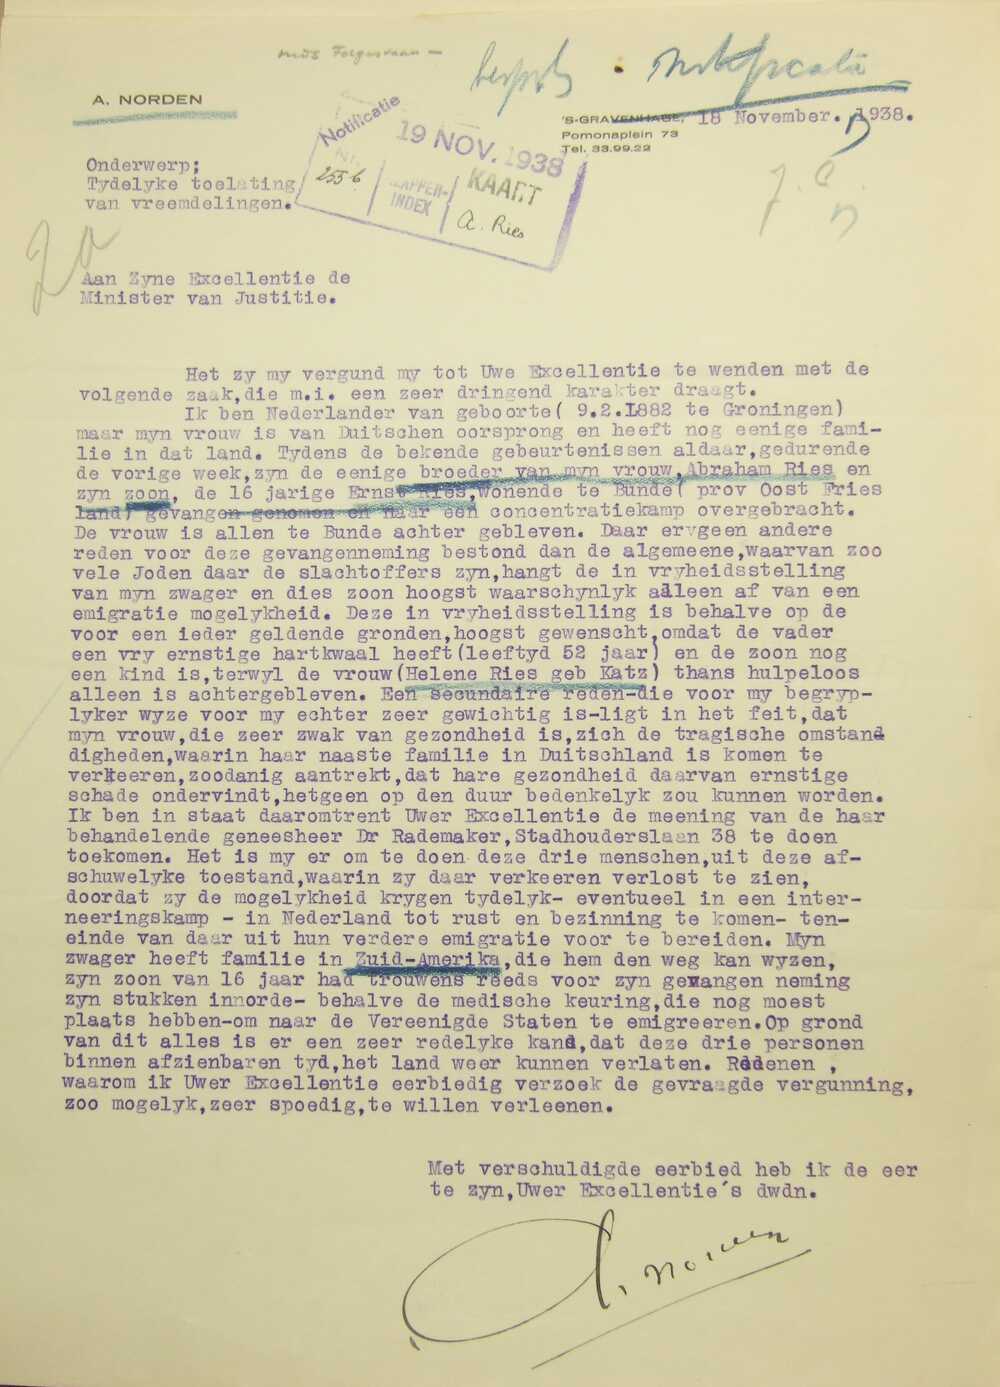 A. NORDEN
'S-GRAVENHAGE, 18 November. 1938.
Pomonaplein 73
Tel. 33.99.22
Notificatie
19 NOV. 1938
Nr.
255-6
KLAPPER-
INDEX
KAART
A. Ries
Onderwerp;
Tydelyke toelating
van vreemdelingen.
Aan Zyne Excellentie de
Minister van Justitie.
Het zy my vergund my tot Uwe Excellentie te wenden met de
volgende zaak,die m.i. een zeer dringend karakter draagt.
Ik ben Nederlander van geboorte( 9.2.1882 te Groningen)
maar myn vrouw is van Duitschen oorsprong en heeft nog eenige fami-
lie in dat land. Tydens de bekende gebeurtenissen aldaar,gedurende
de vorige week,zyn de eenige broeder van myn vrouw,Abraham Ries en
zyn zoon, de 16 jarige Ernst Ries,wonende te Bunde( prov Oost Fries
land) gevangen genomen en naar een concentratiekamp overgebracht.
De vrouw is allen te Bunde achter gebleven. Daar ervgeen andere
reden voor deze gevangenneming bestond dan de algemeene,waarvan zoo
vele Joden daar de slachtoffers zyn,hangt de in vryheidsstelling
van myn zwager en dies zoon hoogst waarschynlyk alleen af van een
emigratie mogelykheid. Deze in vryheidsstelling is behalve op de
voor een ieder geldende gronden,hoogst gewenscht,omdat de vader
een vry ernstige hartkwaal heeft(leeftyd 52 jaar) en de zoon nog
een kind is,terwyl de vrouw(Helene Ries geb Katz) thans hulpeloos
alleen is achtergebleven. Een secundaire reden-die voor my begryp-
lyker wyze voor my echter zeer gewichtig is-ligt in het feit,dat
myn vrouw,die zeer zwak van gezondheid is,zich de tragische omstand
digheden,waarin haar naaste familie in Duitschland is komen te
verkeeren,zoodanig aantrekt,dat hare gezondheid daarvan ernstige
schade ondervindt,hetgeen op den duur bedenkelyk zou kunnen worden.
Ik ben in staat daaromtrent Uwer Excellentie de meening van de haar
behandelende geneesheer Dr Rademaker,Stadhouderslaan 38 te doen
toekomen. Het is my er om te doen deze drie menschen,uit deze af-
schuwelyke toestand,waarin zy daar verkeeren verlost te zien,
doordat zy de mogelykheid krygen tydelyk- eventueel in een inter-
neeringskamp - in Nederland tot rust en bezinning te komen- ten-
einde van daar uit hun verdere emigratie voor te bereiden. Myn
zwager heeft familie in Zuid-Amerika,die hem den weg kan wyzen,
zyn zoon van 16 jaar had trouwens reeds voor zyn gevangen neming
zyn stukken innorde- behalve de medische keuring,die nog moest
plaats hebben-om naar de Vereenigde Staten te emigreeren.Op grond
van dit alles is er een zeer redelyke kans,dat deze drie personen
binnen afzienbaren tyd,het land weer kunnen verlaten. Redenen ,
waarom ik Uwer Excellentie eerbiedig verzoek de gevraagde vergunning,
zoo mogelyk,zeer spoedig,te willen verleenen.
Met verschuldigde eerbied heb ik de eer
te zyn,Uwer Excellentie's dwdn.
A. Norden